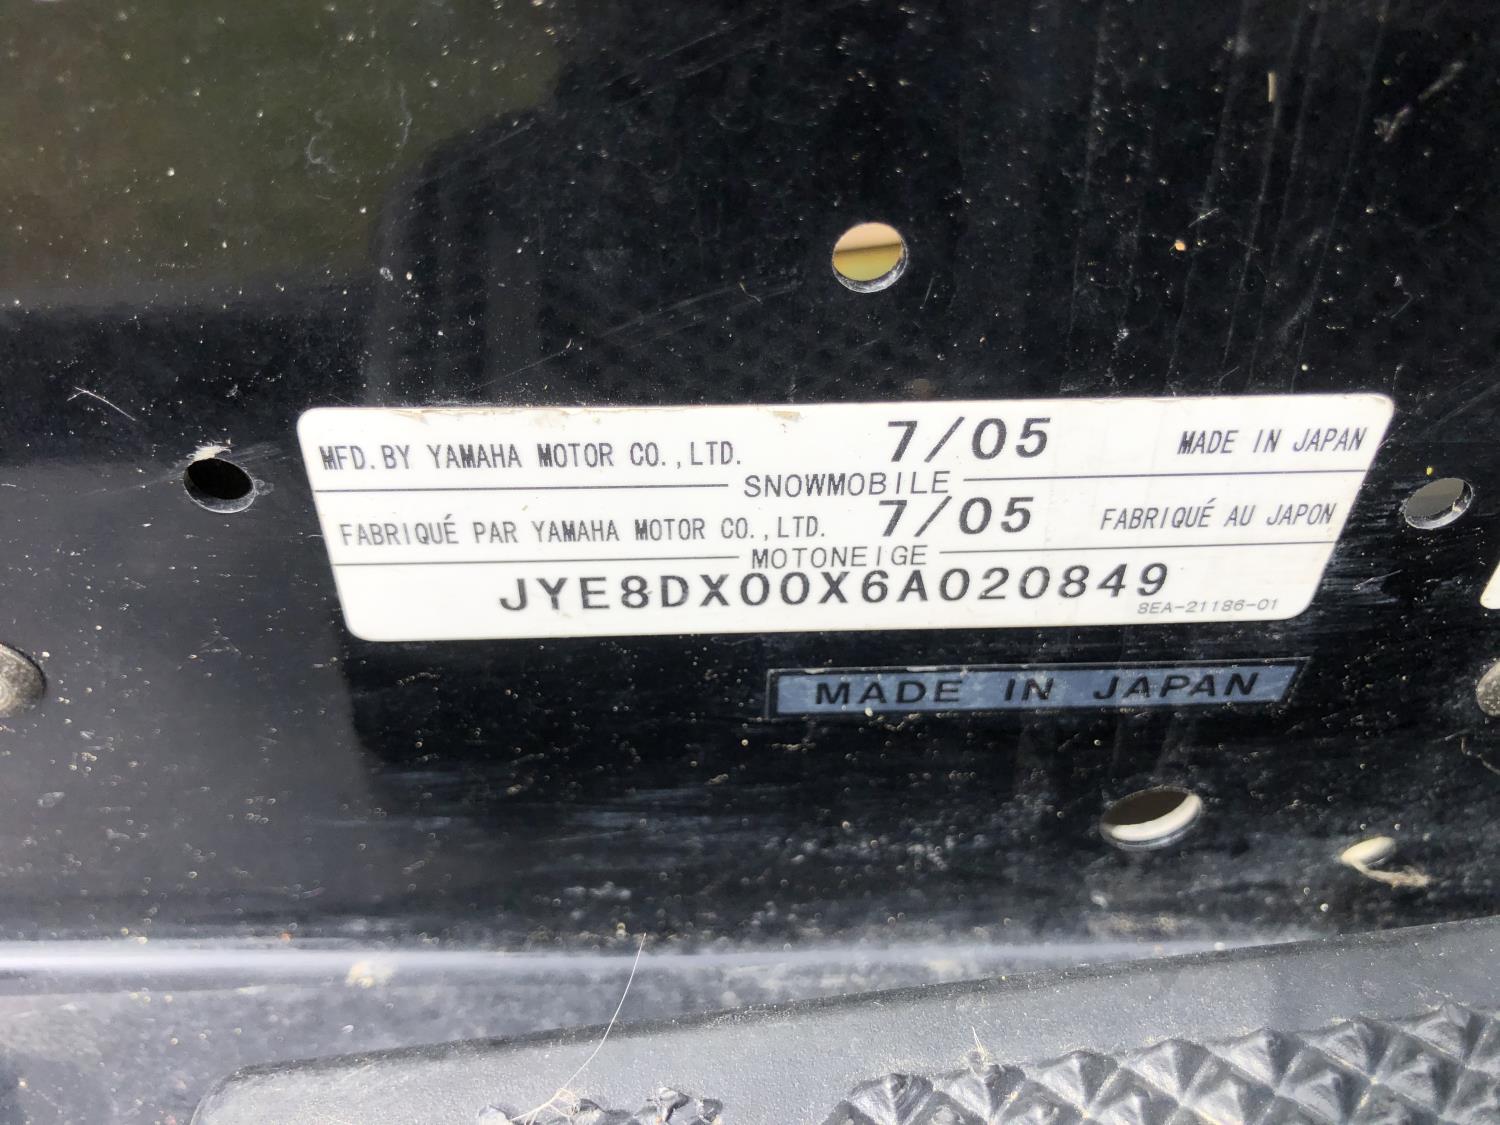 MFD. BY YAMAHA MOTOR CO., LTD. 7/05 MADE IN JAPAN
SNOWMOBILE
FABRIQUÉ PAR YAMAHA MOTOR CO., LTD. 7/05 FABRIQUÉ AU JAPON
MOTONEIGE
JYE8DX00X6A020849
8EA-21186-01
MADE IN JAPAN